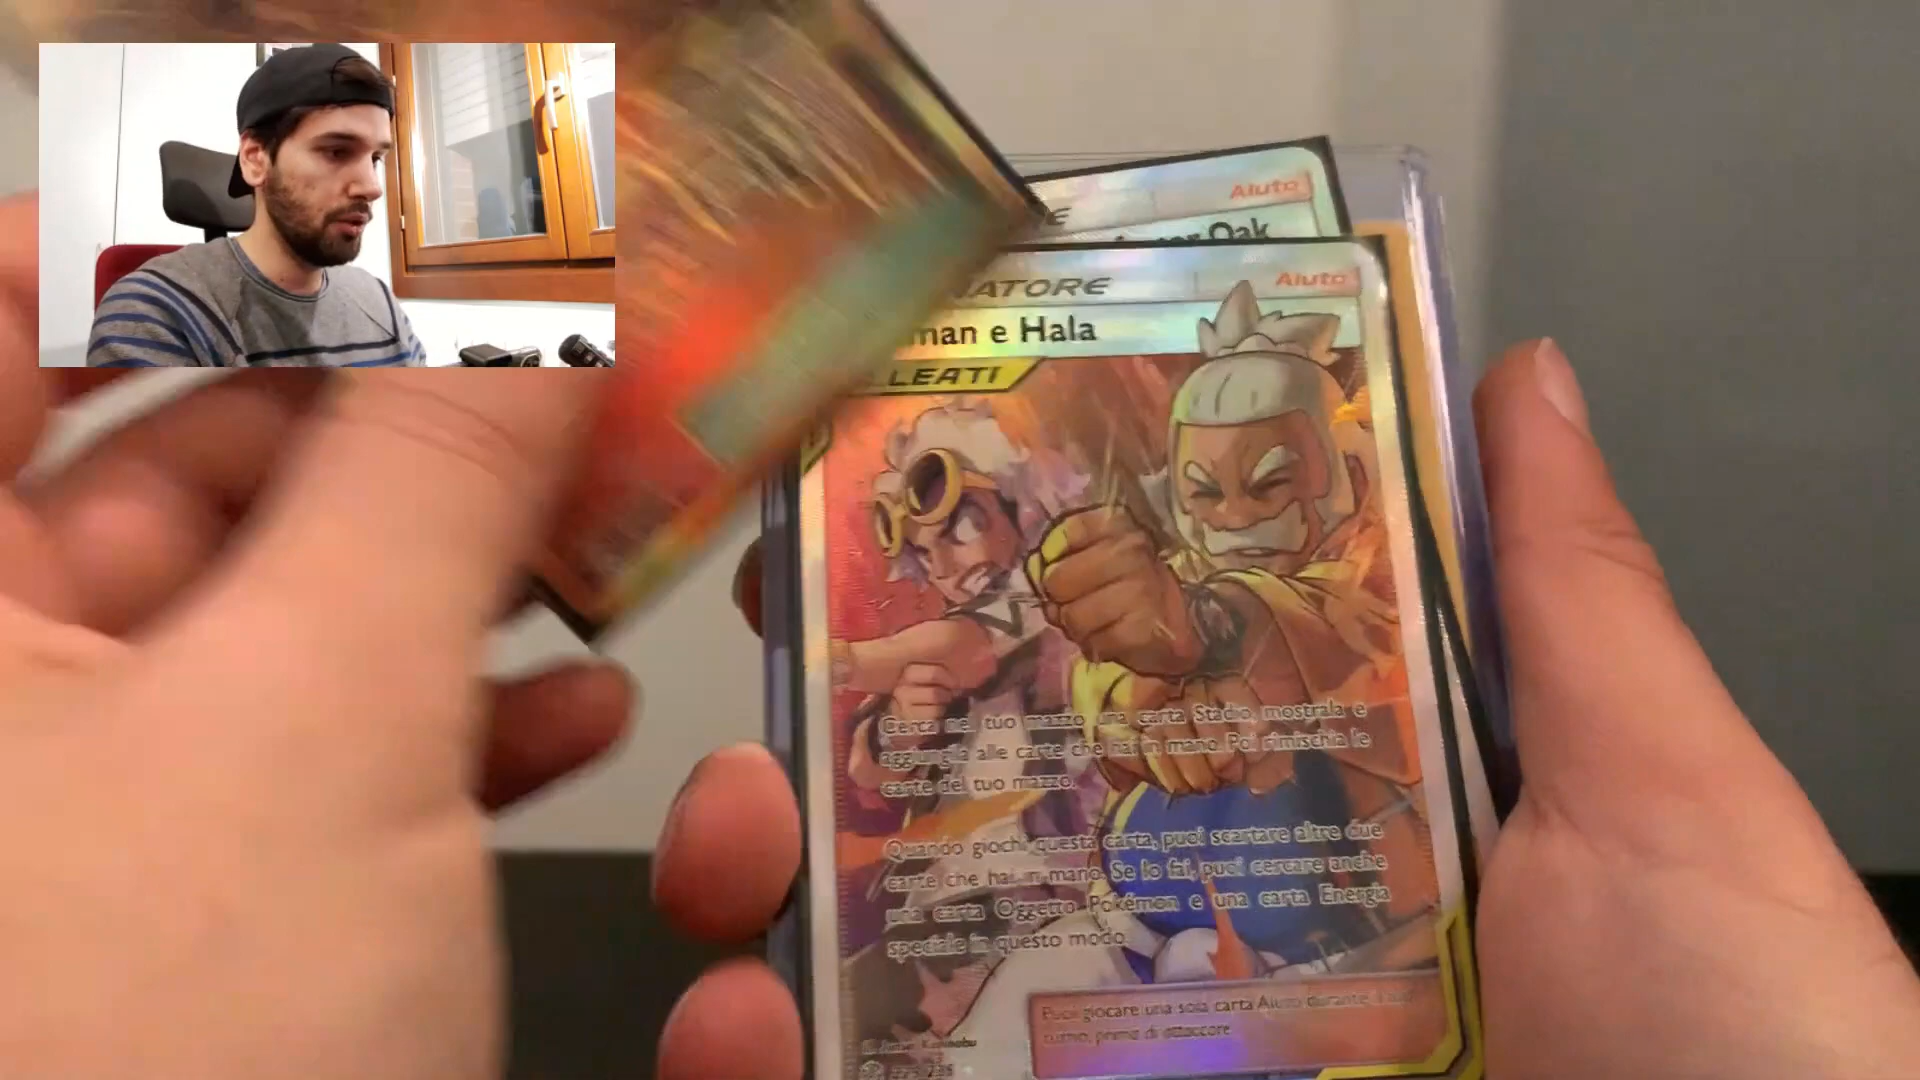 Aiuto
Oak
NATORE
Aiuto
man e Hala
LLEATI
Cerca nel tuo mazzo una carta Stadio, mostrala e
aggiungila alle carte che hai in mano. Poi rimischia le
carte del tuo mazzo.
Quando giochi questa carta, puoi scartare altre due
carte che hai in mano. Se lo fai, puoi cercare anche
una carta Oggetto Pokémon e una carta Energia
speciale in questo modo.
Puoi giocare una sola carta Aiuto durante il tuo
turno, prima di attaccare